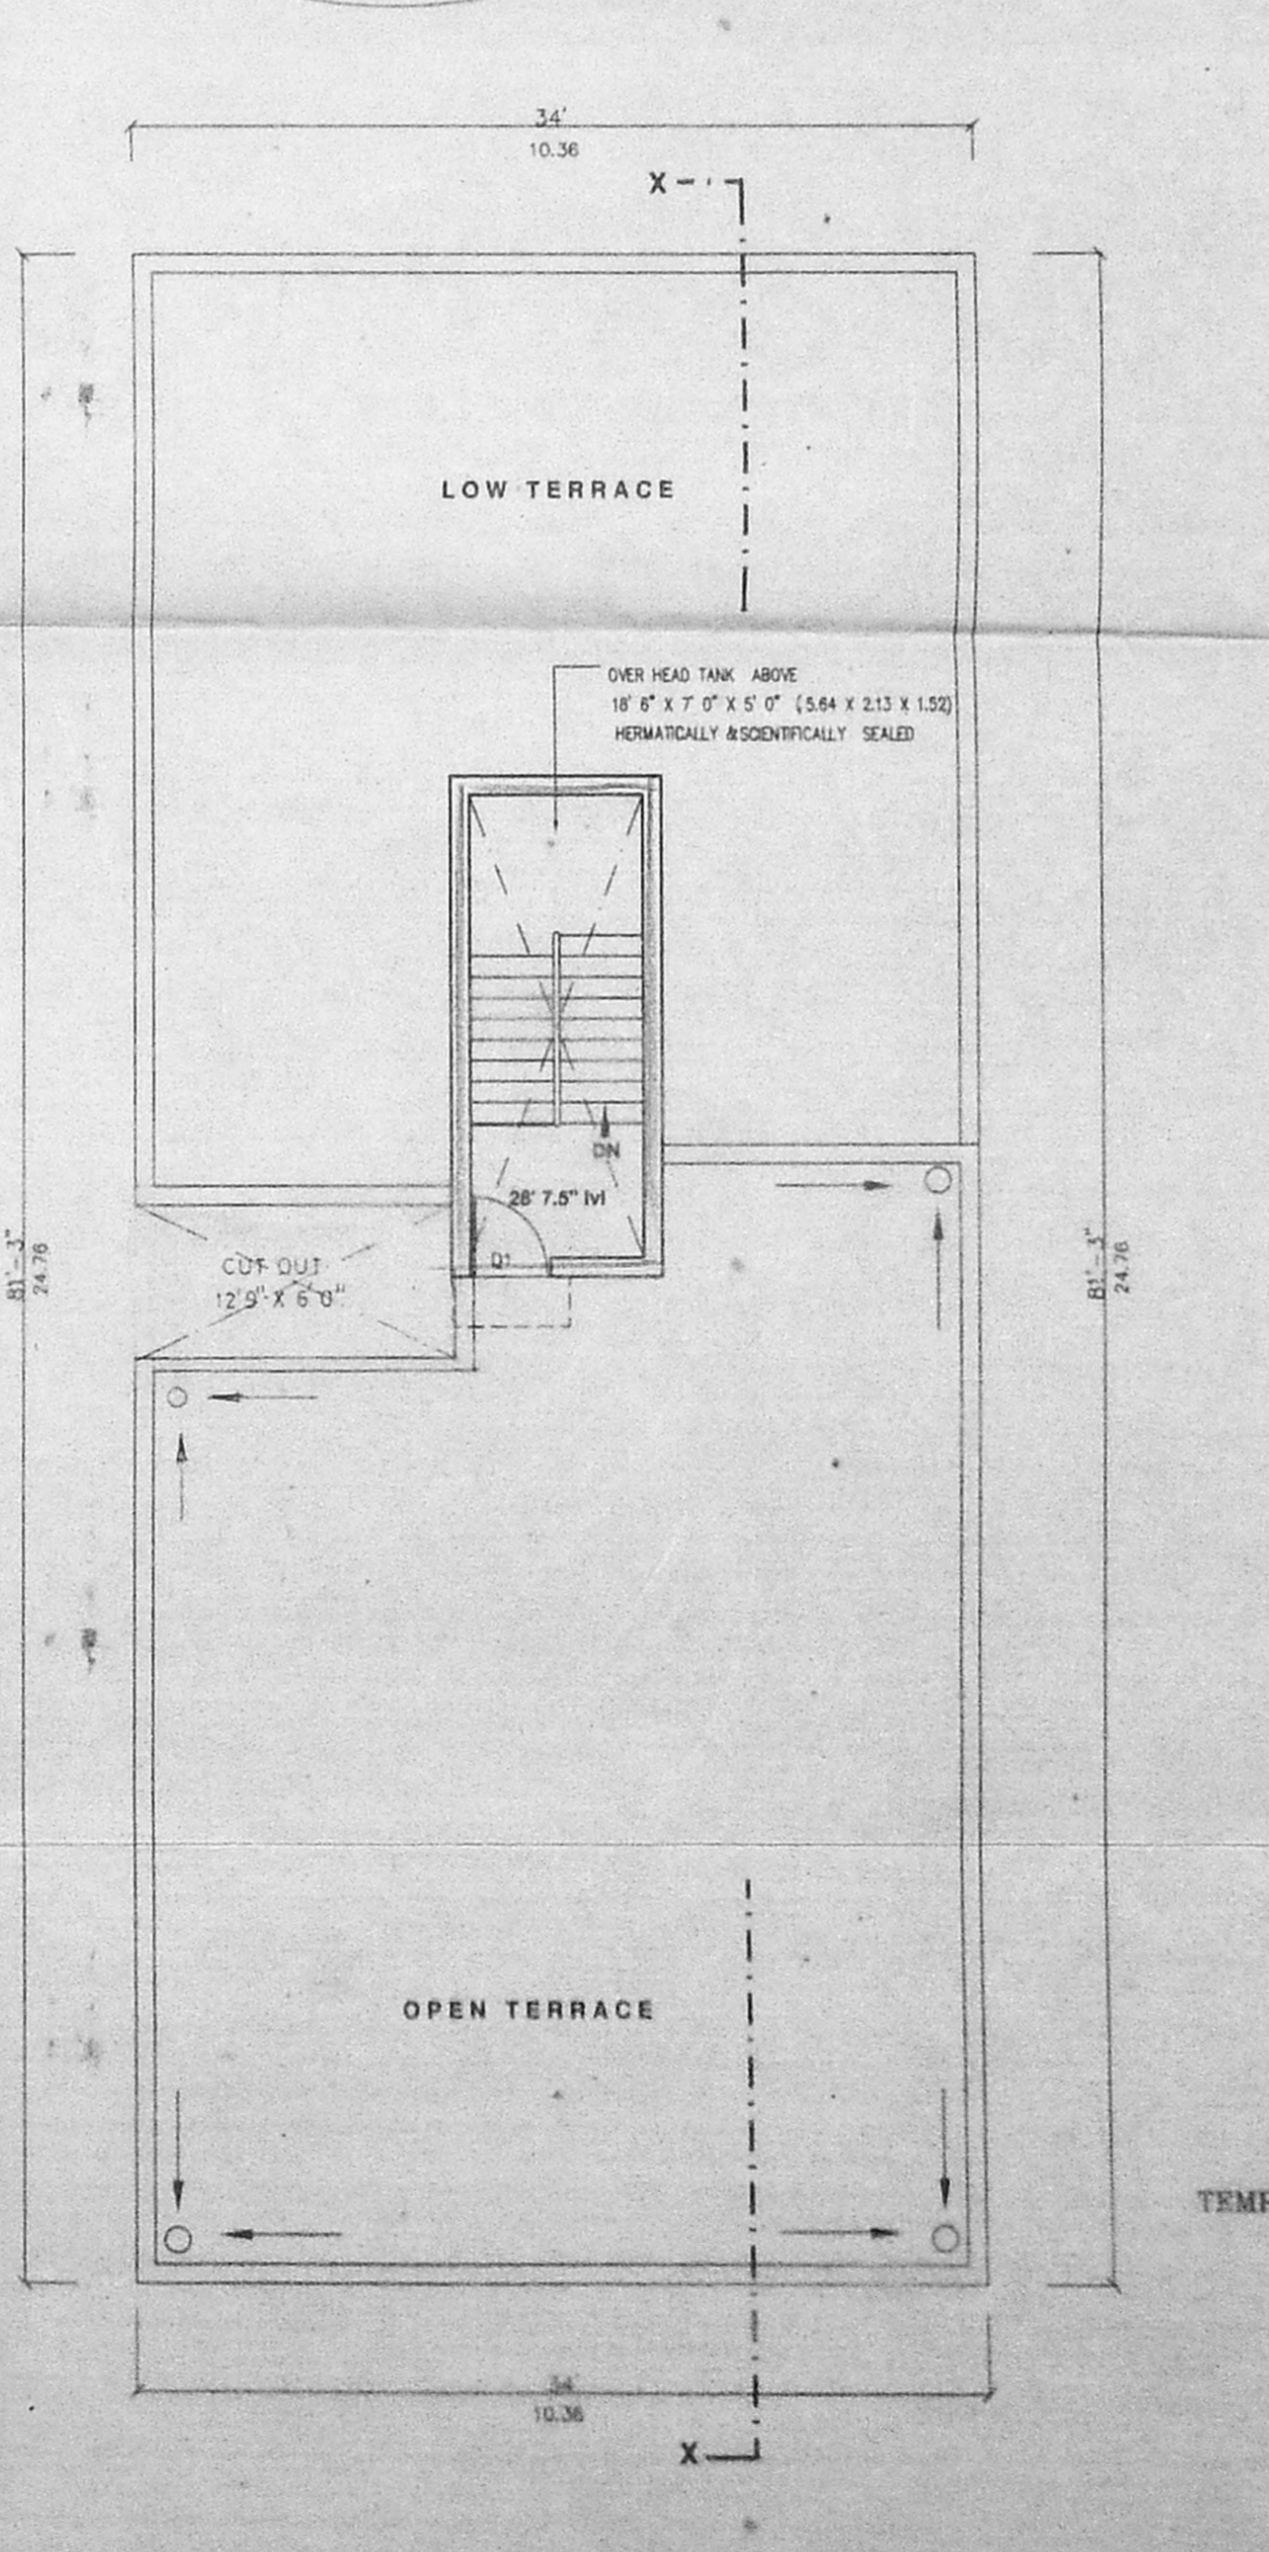 34'
10.36
X
LOW TERRACE
OVER HEAD TANK ABOVE
18' 6" X 7' 0" X 5' 0" (5.64 X 2.13 X 1.52)
HERMATICALLY & SCIENTIFICALLY SEALED
DN
28' 7.5" lvl
D1
CUT OUT
12'9" X 6'0"
81'-3"
24.76
81'-3"
24.76
OPEN TERRACE
34'
10.36
X